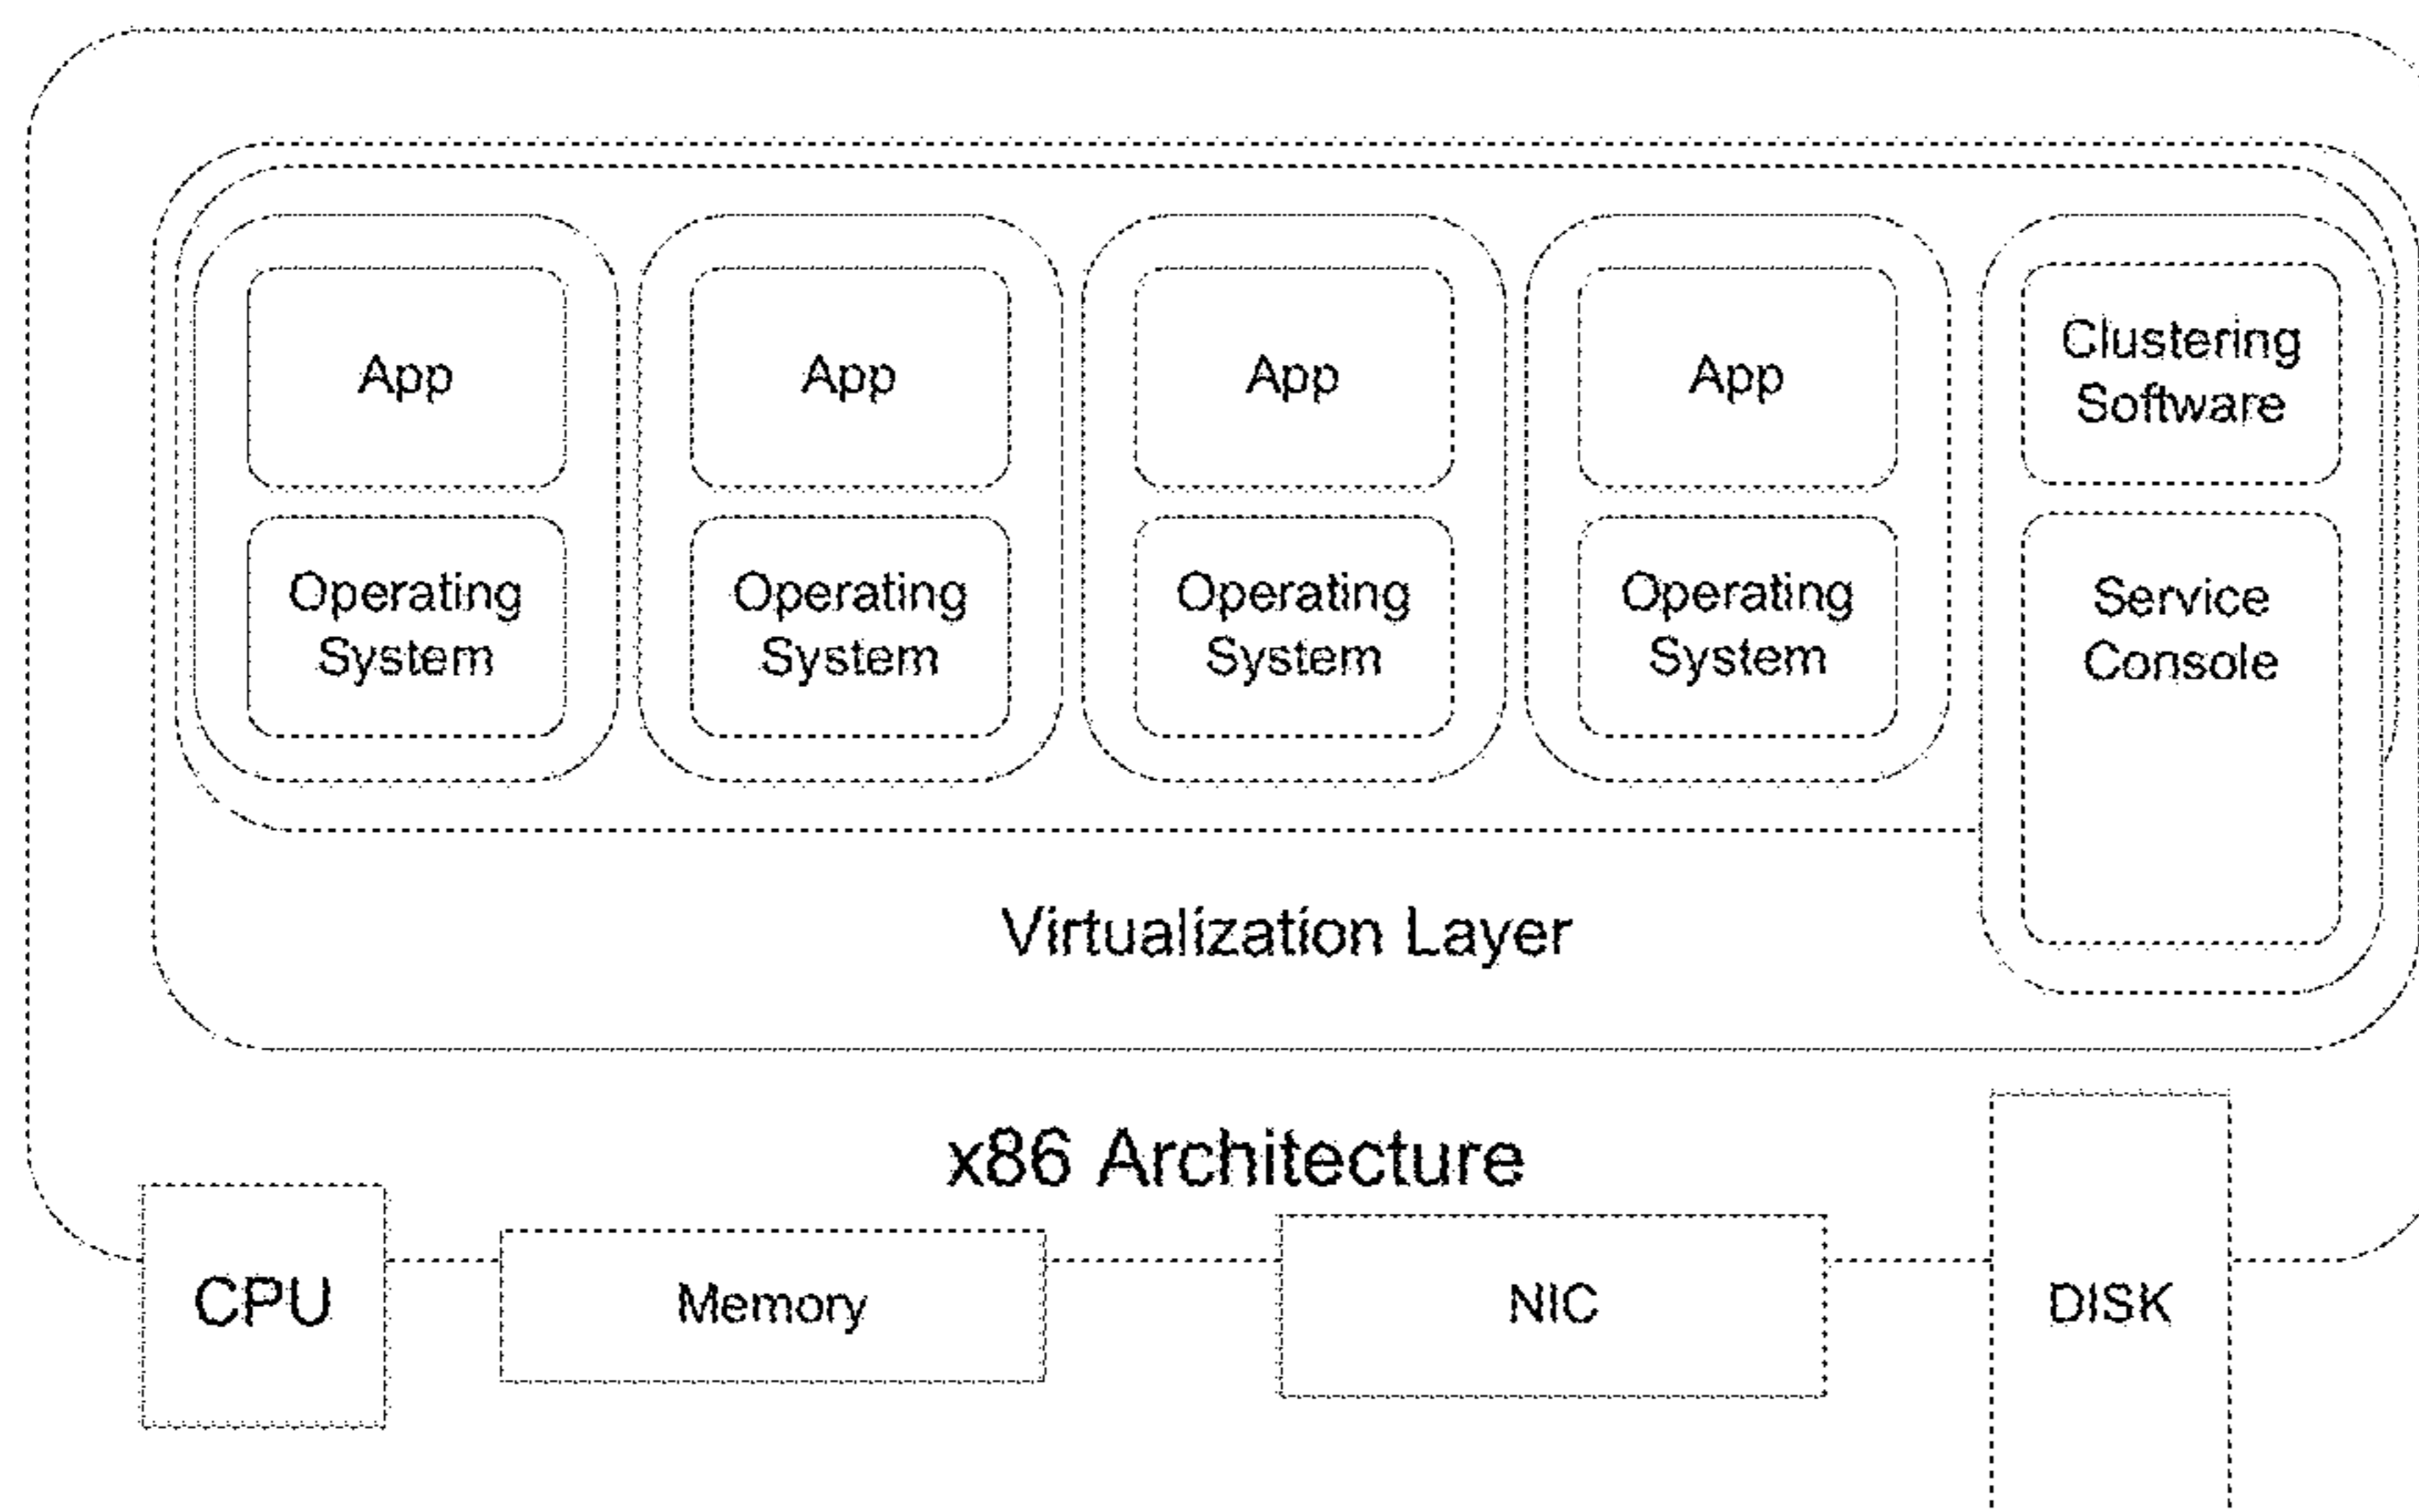 App
App
App
App
Clustering
Software
Operating
System
Operating
System
Operating
System
Operating
System
Service
Console
Virtualization Layer
x86 Architecture
CPU
Memory
NIC
DISK